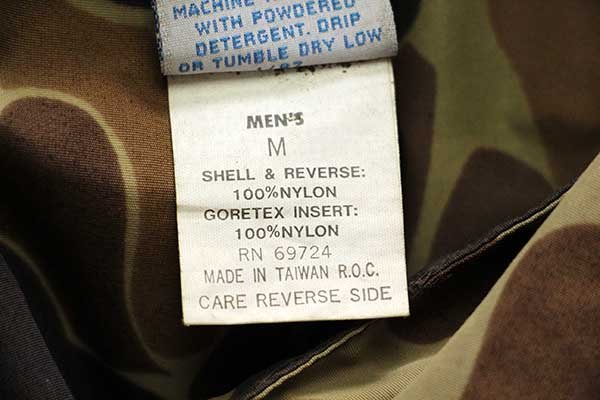 MACHINE
WITH POWDERED
DETERGENT. DRIP
OR TUMBLE DRY LOW
MEN'S
M
SHELL & REVERSE:
100%NYLON
GORETEX INSERT:
100%NYLON
RN 69724
MADE IN TAIWAN R.O.C.
CARE REVERSE SIDE